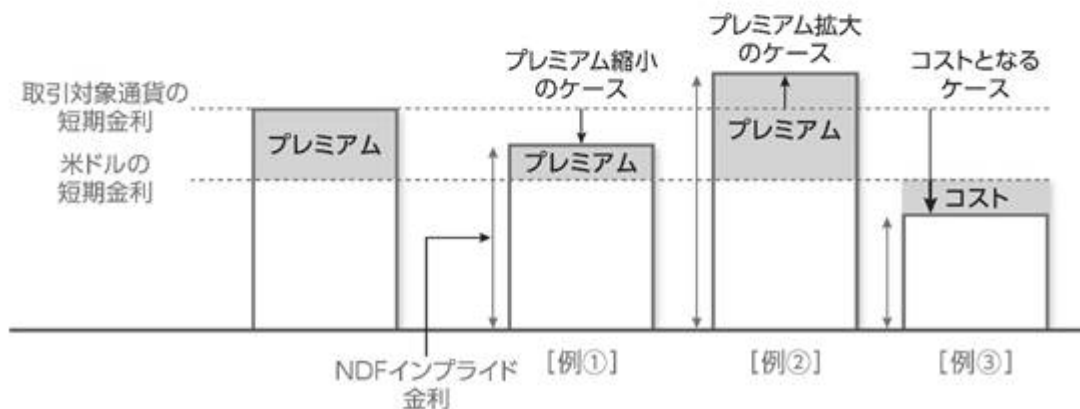 取引対象通貨の
短期金利
米ドルの
短期金利
プレミアム
プレミアム縮小
のケース
プレミアム
プレミアム拡大
のケース
プレミアム
コストとなる
ケース
コスト
NDFインプライド
金利
[例①]
[例②]
[例③]